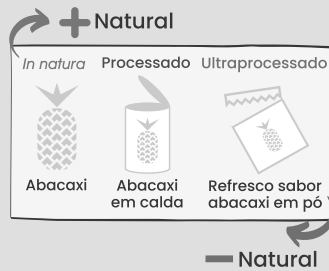 + Natural
In natura Processado Ultraprocessado
Abacaxi
Abacaxi
em calda
Refresco sabor
abacaxi em pó
— Natural